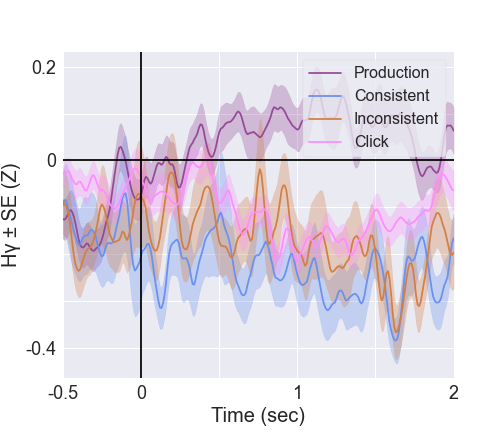 0.2
0
-0.4
Hγ ± SE (Z)
Production
Consistent
Inconsistent
Click
-0.5 0 1 2
Time (sec)